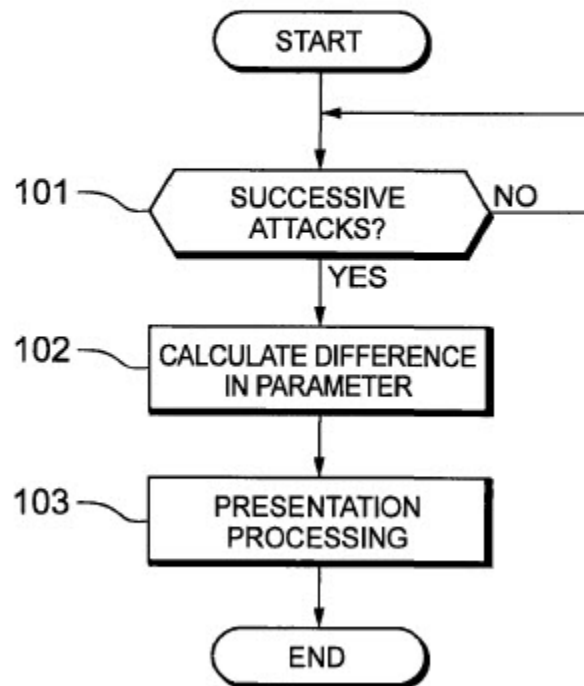 START
101
SUCCESSIVE
ATTACKS?
NO
YES
102
CALCULATE DIFFERENCE
IN PARAMETER
103
PRESENTATION
PROCESSING
END